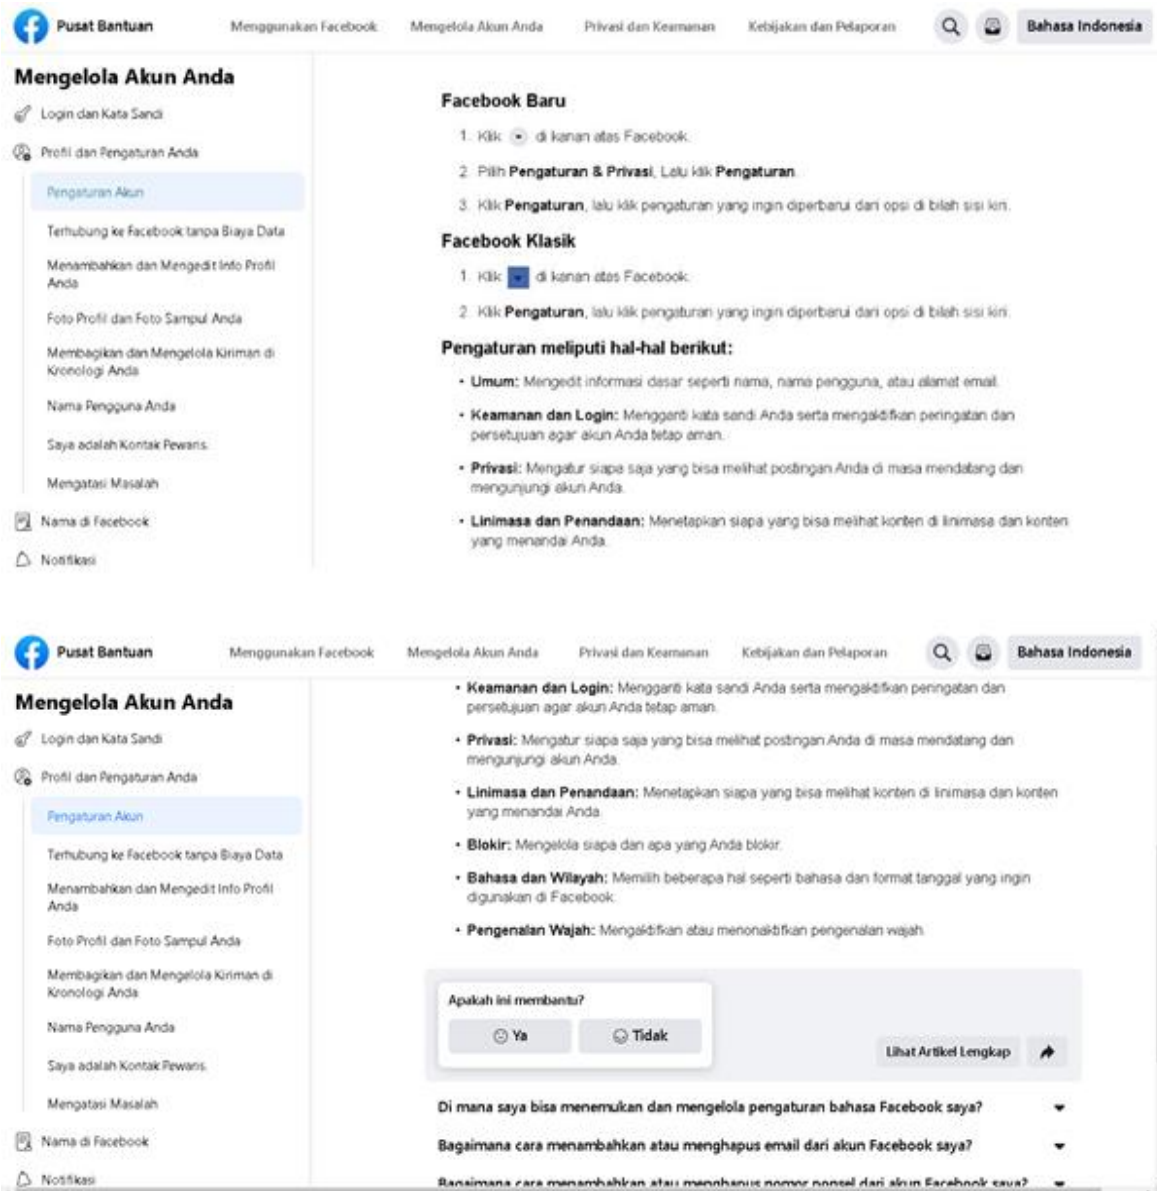 Pusat Bantuan Menggunakan Facebook Mengelola Akun Anda Privasi dan Keamanan Kebijakan dan Pelaporan Bahasa Indonesia
Mengelola Akun Anda
Login dan Kata Sandi
Profil dan Pengaturan Anda
Pengaturan Akun
Terhubung ke Facebook tanpa Biaya Data
Menambahkan dan Mengedit Info Profil
Anda
Foto Profil dan Foto Sampul Anda
Membagikan dan Mengelola Kiriman di
Kronologi Anda
Nama Pengguna Anda
Saya adalah Kontak Pewaris.
Mengatasi Masalah
Nama di Facebook
Notifikasi
Facebook Baru
1. Klik di kanan atas Facebook.
2. Pilih Pengaturan & Privasi, Lalu klik Pengaturan.
3. Klik Pengaturan, lalu klik pengaturan yang ingin diperbarui dari opsi di bilah sisi kiri.
Facebook Klasik
1. Klik di kanan atas Facebook.
2. Klik Pengaturan, lalu klik pengaturan yang ingin diperbarui dari opsi di bilah sisi kiri.
Pengaturan meliputi hal-hal berikut:
• Umum: Mengedit informasi dasar seperti nama, nama pengguna, atau alamat email.
• Keamanan dan Login: Mengganti kata sandi Anda serta mengaktifkan peringatan dan
persetujuan agar akun Anda tetap aman.
• Privasi: Mengatur siapa saja yang bisa melihat postingan Anda di masa mendatang dan
mengunjungi akun Anda.
• Linimasa dan Penandaan: Menetapkan siapa yang bisa melihat konten di linimasa dan konten
yang menandai Anda.
Pusat Bantuan Menggunakan Facebook Mengelola Akun Anda Privasi dan Keamanan Kebijakan dan Pelaporan Bahasa Indonesia
Mengelola Akun Anda
Login dan Kata Sandi
Profil dan Pengaturan Anda
Pengaturan Akun
Terhubung ke Facebook tanpa Biaya Data
Menambahkan dan Mengedit Info Profil
Anda
Foto Profil dan Foto Sampul Anda
Membagikan dan Mengelola Kiriman di
Kronologi Anda
Nama Pengguna Anda
Saya adalah Kontak Pewaris.
Mengatasi Masalah
Nama di Facebook
Notifikasi
• Keamanan dan Login: Mengganti kata sandi Anda serta mengaktifkan peringatan dan
persetujuan agar akun Anda tetap aman.
• Privasi: Mengatur siapa saja yang bisa melihat postingan Anda di masa mendatang dan
mengunjungi akun Anda.
• Linimasa dan Penandaan: Menetapkan siapa yang bisa melihat konten di linimasa dan konten
yang menandai Anda.
• Blokir: Mengelola siapa dan apa yang Anda blokir.
• Bahasa dan Wilayah: Memilih beberapa hal seperti bahasa dan format tanggal yang ingin
digunakan di Facebook.
• Pengenalan Wajah: Mengaktifkan atau menonaktifkan pengenalan wajah.
Apakah ini membantu?
Ya Tidak
Lihat Artikel Lengkap
Di mana saya bisa menemukan dan mengelola pengaturan bahasa Facebook saya?
Bagaimana cara menambahkan atau menghapus email dari akun Facebook saya?
Bagaimana cara menambahkan atau menghapus nomor ponsel dari akun Facebook saya?